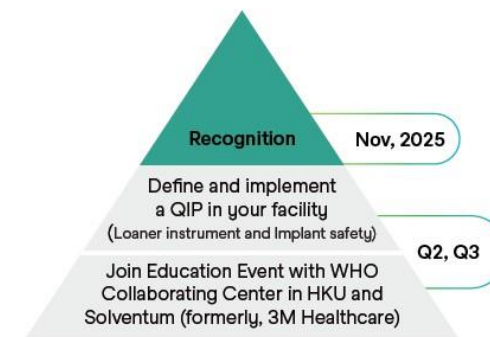 Recognition
Nov, 2025
Define and implement
a QIP in your facility
(Loaner instrument and Implant safety)
Q2, Q3
Join Education Event with WHO
Collaborating Center in HKU and
Solventum (formerly, 3M Healthcare)